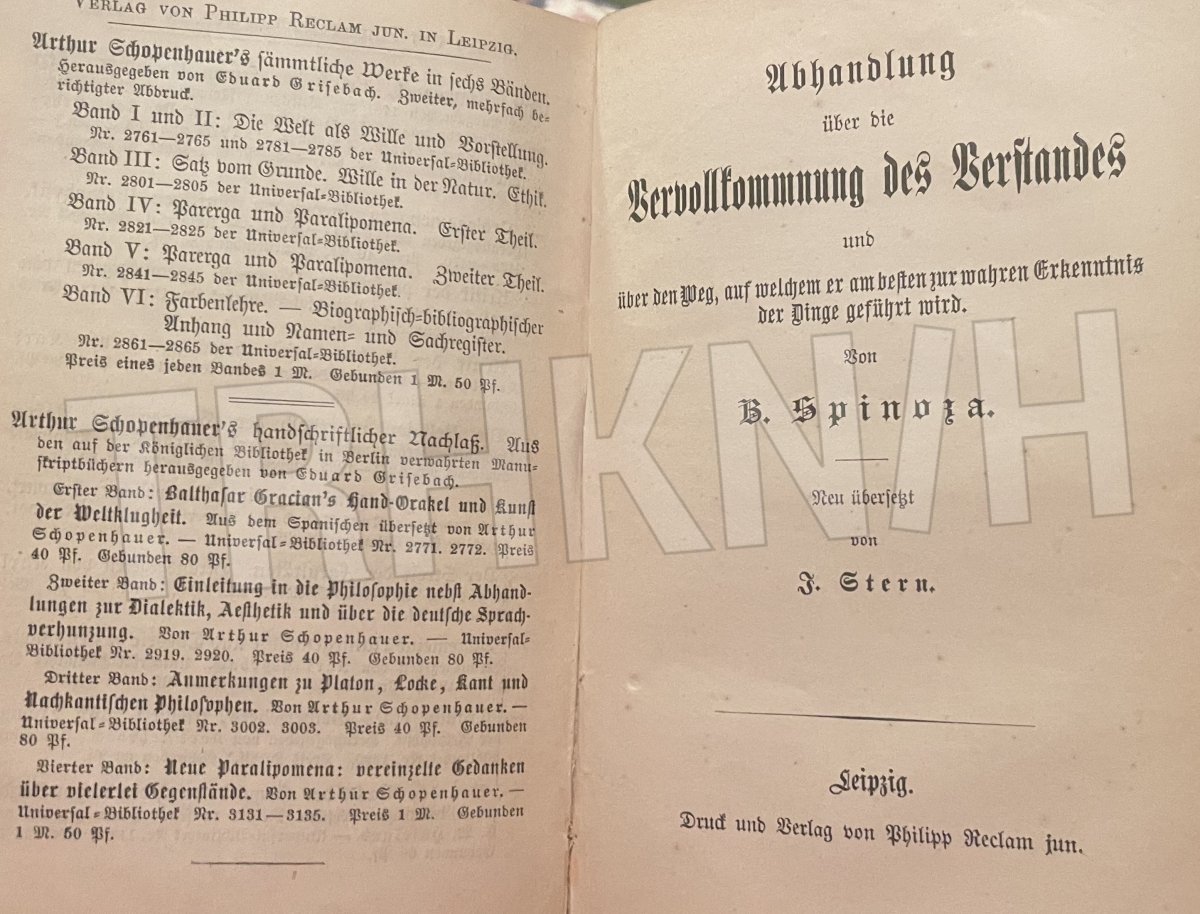 VERLAG VON PHILIPP RECLAM JUN. IN LEIPZIG.
Arthur Schopenhauer's sämmtliche Werke in sechs Bänden.
Herausgegeben von Eduard Grisebach. Zweiter, mehrfach be-
richtigter Abdruck.
Band I und II: Die Welt als Wille und Vorstellung.
Nr. 2761—2765 und 2781—2785 der Universal-Bibliothek.
Band III: Satz vom Grunde. Wille in der Natur. Ethik.
Nr. 2801—2805 der Universal-Bibliothek.
Band IV: Parerga und Paralipomena. Erster Theil.
Nr. 2821—2825 der Universal-Bibliothek.
Band V: Parerga und Paralipomena. Zweiter Theil.
Nr. 2841—2845 der Universal-Bibliothek.
Band VI: Farbenlehre. — Biographisch-bibliographischer
Anhang und Namen- und Sachregister.
Nr. 2861—2865 der Universal-Bibliothek.
Preis eines jeden Bandes 1 M. Gebunden 1 M. 50 Pf.
Arthur Schopenhauer's handschriftlicher Nachlaß. Aus
den auf der Königlichen Bibliothek in Berlin verwahrten Manu-
skriptbüchern herausgegeben von Eduard Grisebach.
Erster Band: Balthasar Gracian's Hand-Orakel und Kunst
der Weltklugheit. Aus dem Spanischen übersetzt von Arthur
Schopenhauer. — Universal-Bibliothek Nr. 2771. 2772. Preis
40 Pf. Gebunden 80 Pf.
Zweiter Band: Einleitung in die Philosophie nebst Abhand-
lungen zur Dialektik, Aesthetik und über die deutsche Sprach-
verhunzung. Von Arthur Schopenhauer. — Universal-
Bibliothek Nr. 2919. 2920. Preis 40 Pf. Gebunden 80 Pf.
Dritter Band: Anmerkungen zu Platon, Locke, Kant und
Nachkantischen Philosophen. Von Arthur Schopenhauer. —
Universal-Bibliothek Nr. 3002. 3003. Preis 40 Pf. Gebunden
80 Pf.
Vierter Band: Neue Paralipomena: vereinzelte Gedanken
über vielerlei Gegenstände. Von Arthur Schopenhauer. —
Universal-Bibliothek Nr. 3131—3135. Preis 1 M. Gebunden
1 M. 50 Pf.
Abhandlung
über die
Vervollkommnung des Verstandes
und
über den Weg, auf welchem er am besten zur wahren Erkenntnis
der Dinge geführt wird.
Von
B. Spinoza.
Neu übersetzt
von
J. Stern.
Leipzig.
Druck und Verlag von Philipp Reclam jun.